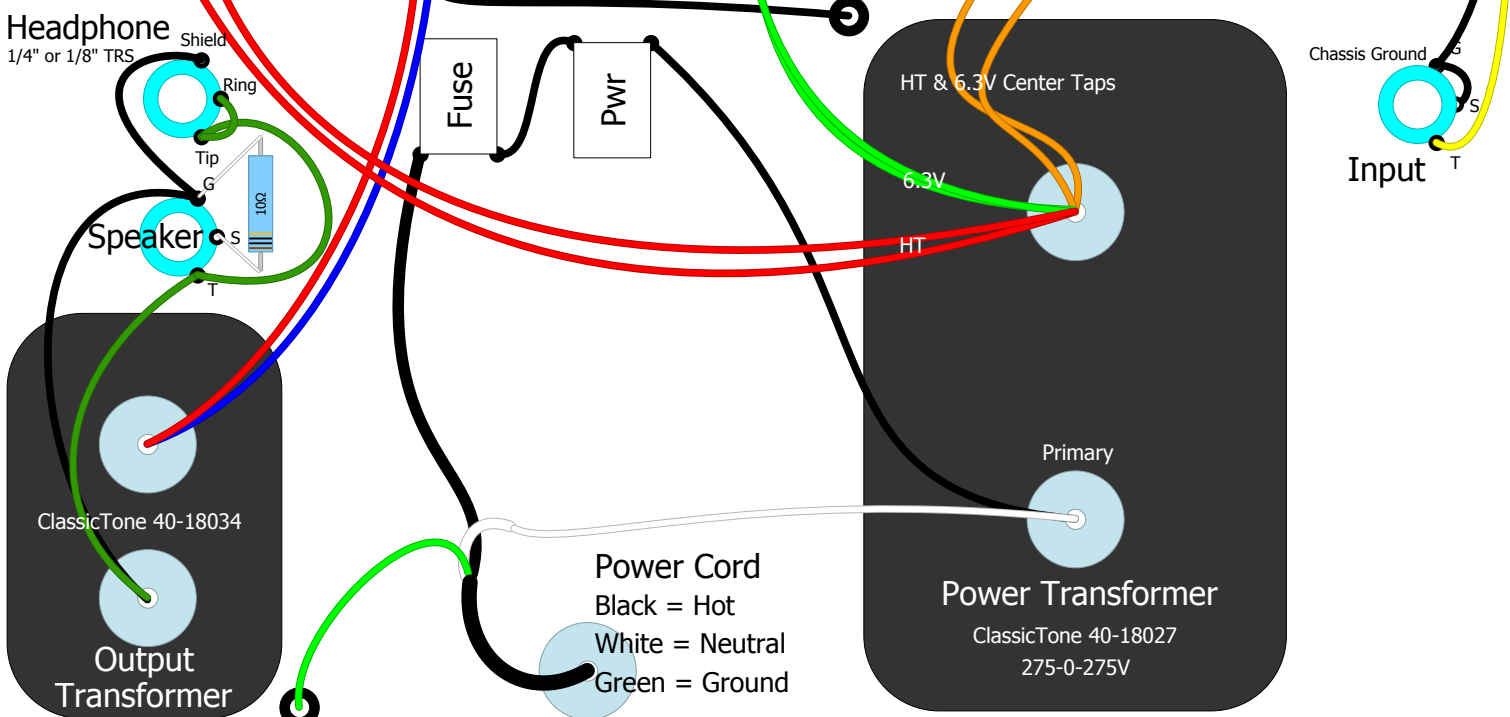 Headphone
1/4" or 1/8" TRS
Shield
Ring
Tip
G
Speaker
S
T
10Ω
Fuse
Pwr
HT & 6.3V Center Taps
6.3V
HT
Chassis Ground
G
S
T
Input
Primary
ClassicTone 40-18034
Output
Transformer
Power Cord
Black = Hot
White = Neutral
Green = Ground
Power Transformer
ClassicTone 40-18027
275-0-275V